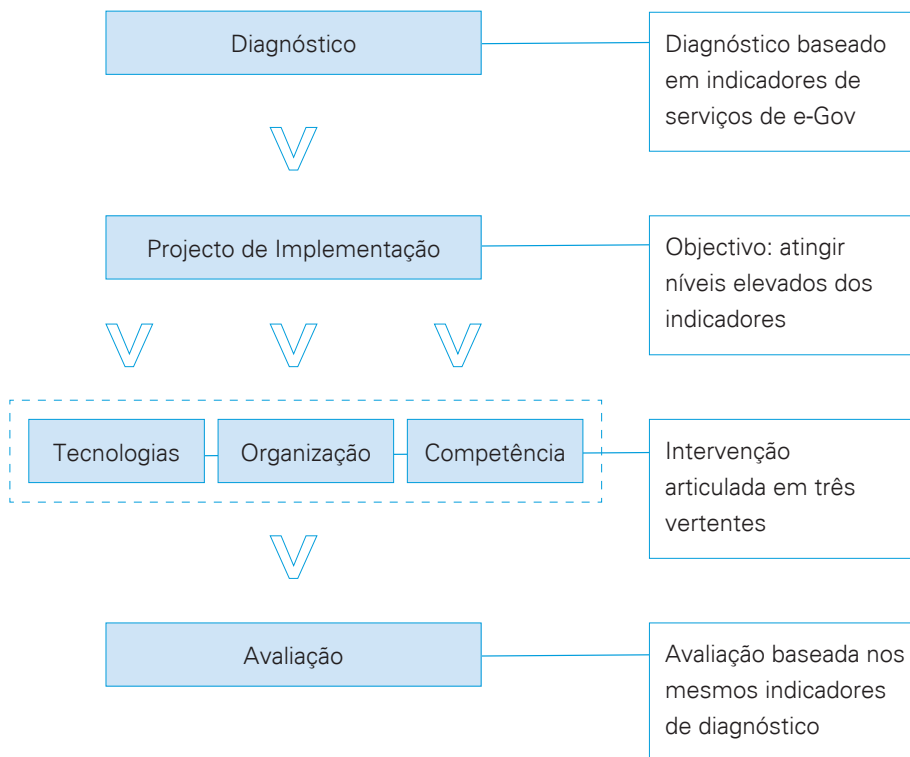 Diagnóstico
Diagnóstico baseado
em indicadores de
serviços de e-Gov
Projecto de Implementação
Objectivo: atingir
níveis elevados dos
indicadores
Tecnologias
Organização
Competência
Intervenção
articulada em três
vertentes
Avaliação
Avaliação baseada nos
mesmos indicadores
de diagnóstico